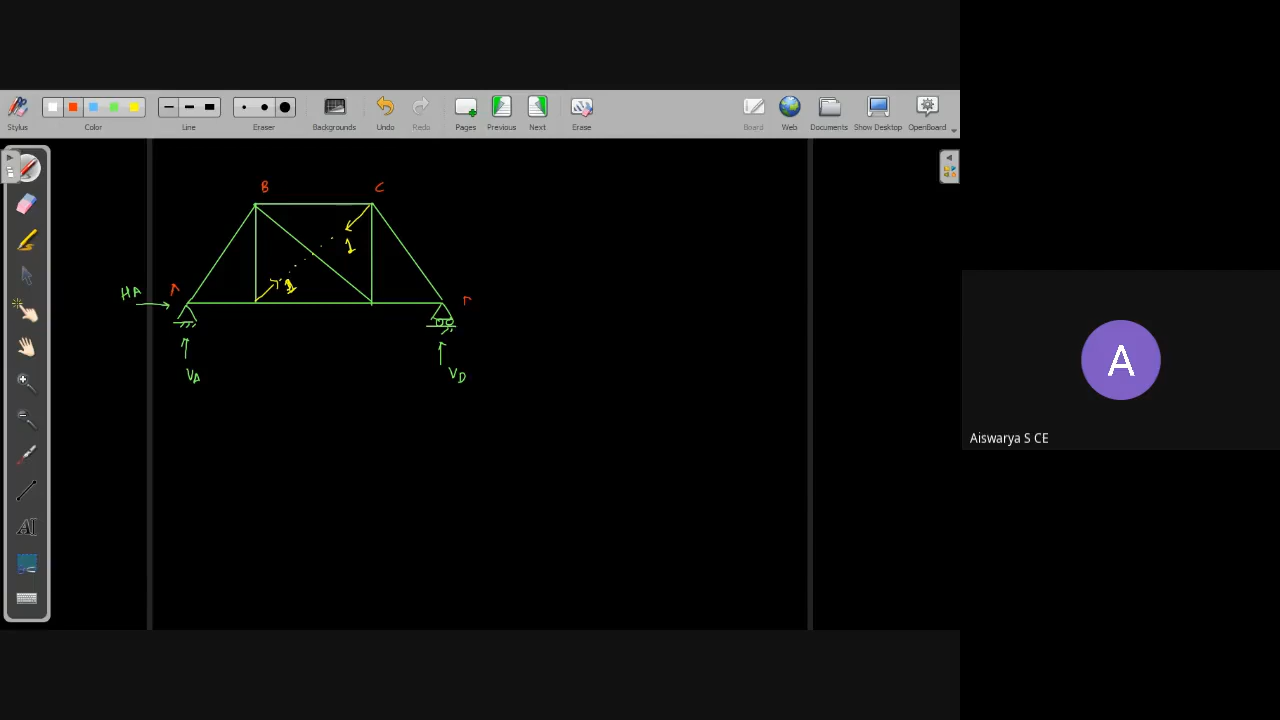 Stylus
Color
Line
Eraser
Backgrounds
Undo
Redo
Pages
Previous
Next
Erase
Board
Web
Documents
Show Desktop
OpenBoard
B
C
1
1
HA
VA
VD
A
Aiswarya S CE